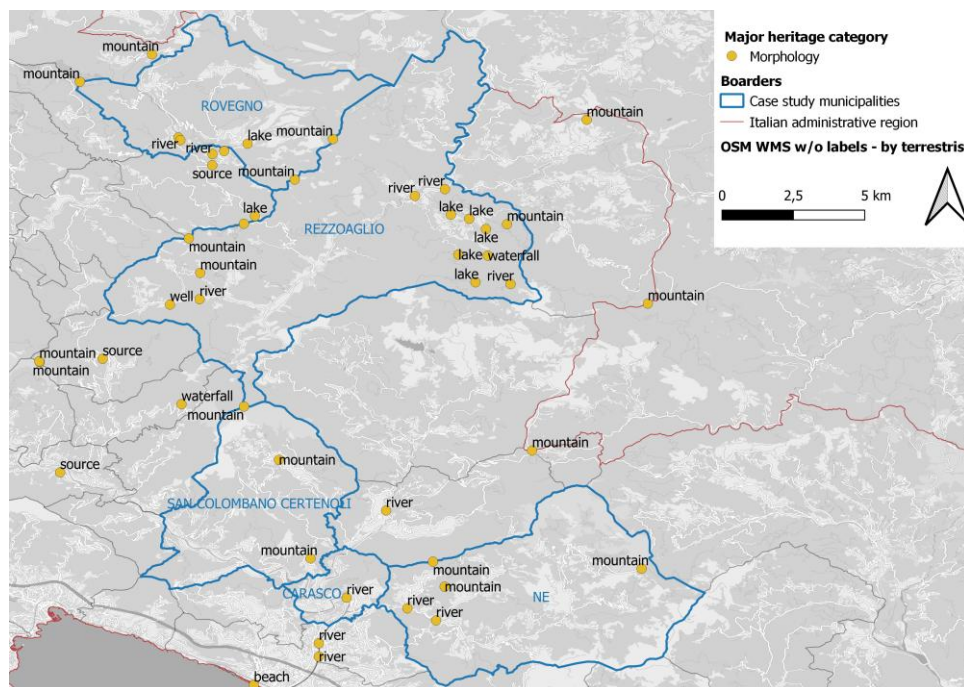 Major heritage category
Morphology
Boarders
Case study municipalities
Italian administrative region
OSM WMS w/o labels - by terrestris
0 2,5 5 km
mountain
mountain
ROVEGNO
mountain
river
river
lake
mountain
source
mountain
river
river
lake
lake
lake
mountain
REZZOAGLIO
lake
mountain
lake
waterfall
mountain
lake
river
well
river
mountain
mountain
source
mountain
waterfall
mountain
mountain
mountain
source
SAN COLOMBANO CERTENOLI
river
mountain
mountain
mountain
mountain
CARASCO
river
NE
river
river
river
river
beach